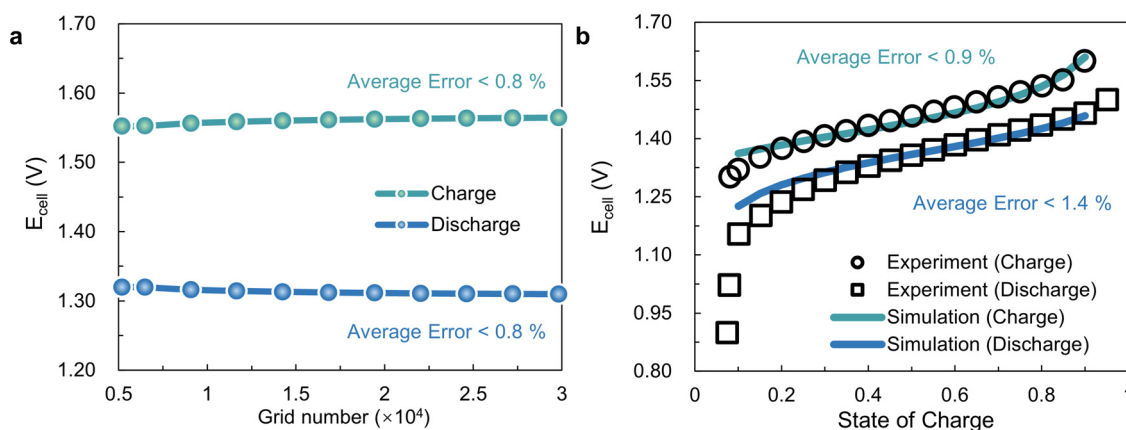 a
1.70
1.60
1.50
1.40
1.30
1.20
E_cell (V)
Average Error < 0.8 %
Charge
Discharge
Average Error < 0.8 %
0.5
1
1.5
2
2.5
3
Grid number (×10⁴)
b
1.70
1.55
1.40
1.25
1.10
0.95
0.80
E_cell (V)
Average Error < 0.9 %
Average Error < 1.4 %
Experiment (Charge)
Experiment (Discharge)
Simulation (Charge)
Simulation (Discharge)
0
0.2
0.4
0.6
0.8
1
State of Charge